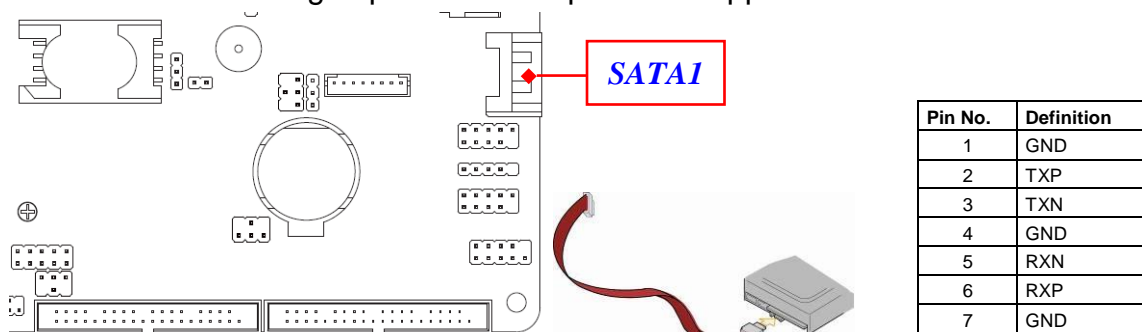 SATA1
Pin No. Definition
1 GND
2 TXP
3 TXN
4 GND
5 RXN
6 RXP
7 GND